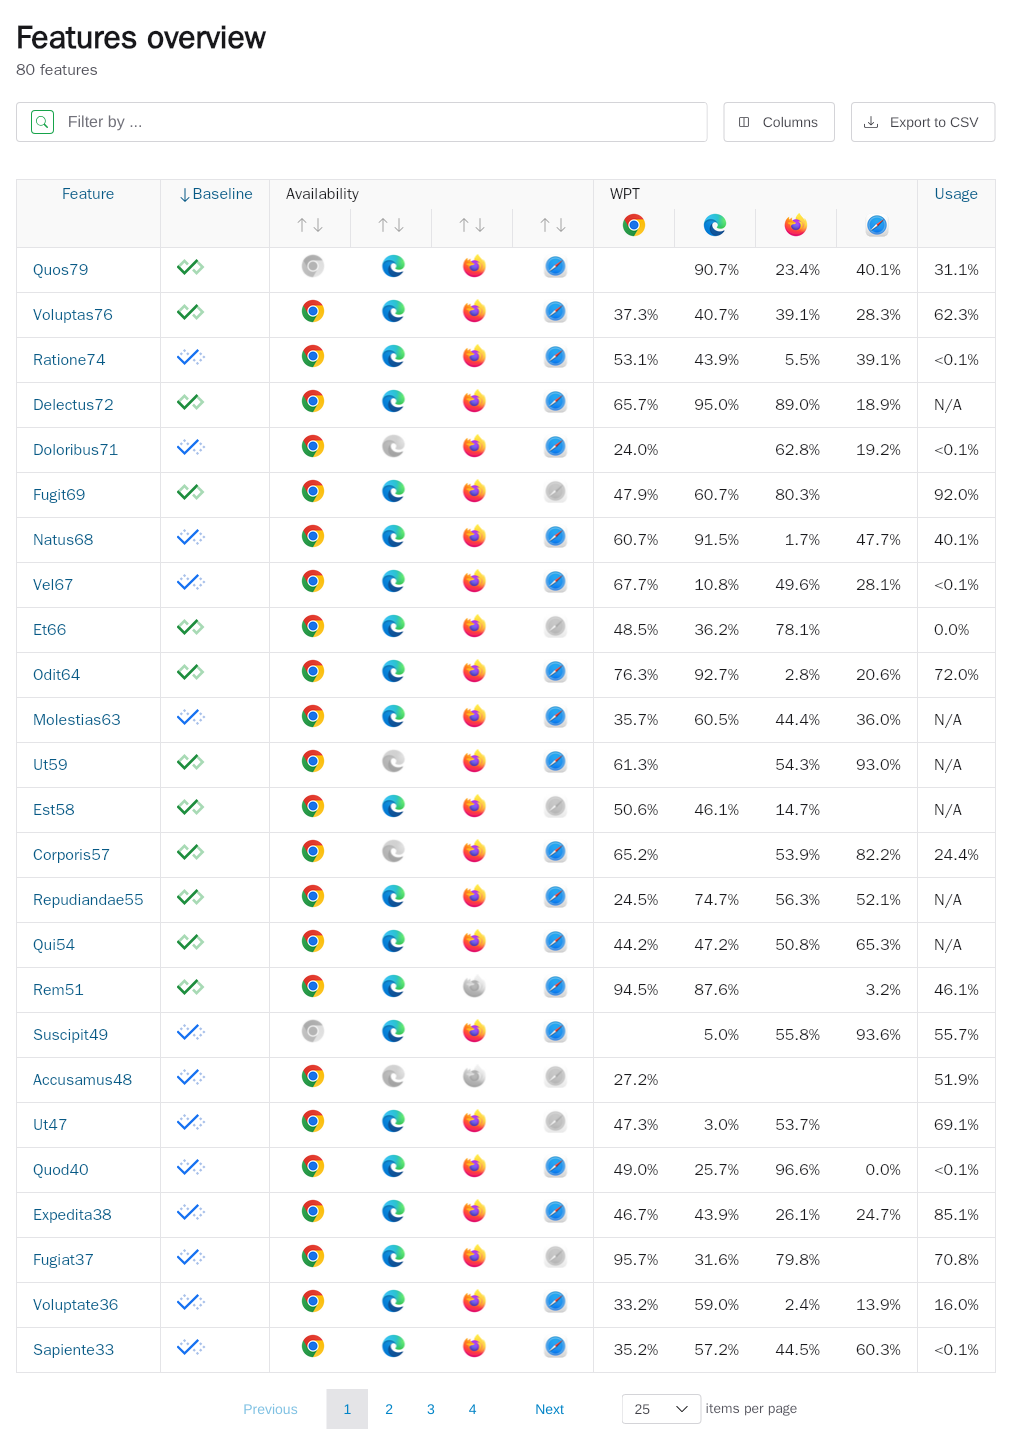 Features overview
80 features
Filter by ...
Columns
Export to CSV
Feature ↓Baseline Availability WPT Usage
↑↓ ↑↓ ↑↓ ↑↓
Quos79 90.7% 23.4% 40.1% 31.1%
Voluptas76 37.3% 40.7% 39.1% 28.3% 62.3%
Ratione74 53.1% 43.9% 5.5% 39.1% <0.1%
Delectus72 65.7% 95.0% 89.0% 18.9% N/A
Doloribus71 24.0% 62.8% 19.2% <0.1%
Fugit69 47.9% 60.7% 80.3% 92.0%
Natus68 60.7% 91.5% 1.7% 47.7% 40.1%
Vel67 67.7% 10.8% 49.6% 28.1% <0.1%
Et66 48.5% 36.2% 78.1% 0.0%
Odit64 76.3% 92.7% 2.8% 20.6% 72.0%
Molestias63 35.7% 60.5% 44.4% 36.0% N/A
Ut59 61.3% 54.3% 93.0% N/A
Est58 50.6% 46.1% 14.7% N/A
Corporis57 65.2% 53.9% 82.2% 24.4%
Repudiandae55 24.5% 74.7% 56.3% 52.1% N/A
Qui54 44.2% 47.2% 50.8% 65.3% N/A
Rem51 94.5% 87.6% 3.2% 46.1%
Suscipit49 5.0% 55.8% 93.6% 55.7%
Accusamus48 27.2% 51.9%
Ut47 47.3% 3.0% 53.7% 69.1%
Quod40 49.0% 25.7% 96.6% 0.0% <0.1%
Expedita38 46.7% 43.9% 26.1% 24.7% 85.1%
Fugiat37 95.7% 31.6% 79.8% 70.8%
Voluptate36 33.2% 59.0% 2.4% 13.9% 16.0%
Sapiente33 35.2% 57.2% 44.5% 60.3% <0.1%
Previous 1 2 3 4 Next 25 items per page